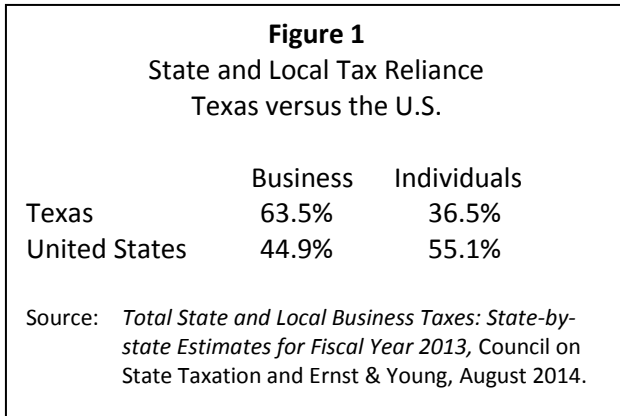 Figure 1
State and Local Tax Reliance
Texas versus the U.S.
Business Individuals
Texas 63.5% 36.5%
United States 44.9% 55.1%
Source: Total State and Local Business Taxes: State-by-
state Estimates for Fiscal Year 2013, Council on
State Taxation and Ernst & Young, August 2014.